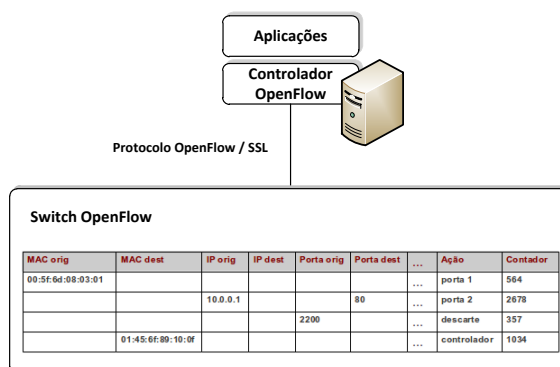 Aplicações
Controlador
OpenFlow
Protocolo OpenFlow / SSL
Switch OpenFlow
MAC orig MAC dest IP orig IP dest Porta orig Porta dest ... Ação Contador
00:5f:6d:08:03:01 ... porta 1 564
10.0.0.1 80 ... porta 2 2678
2200 ... descarte 357
01:45:6f:89:10:0f ... controlador 1034